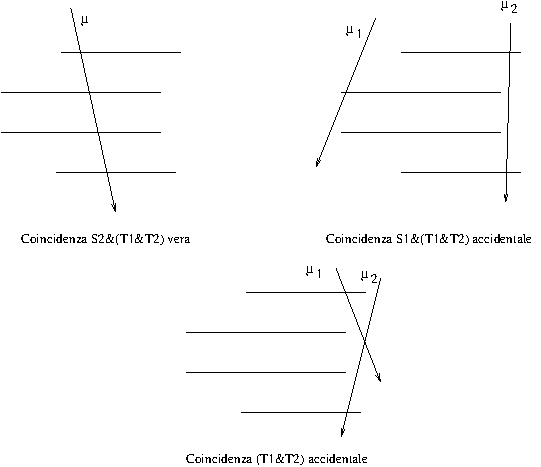 μ
μ1
μ2
Coincidenza S2&(T1&T2) vera
Coincidenza S1&(T1&T2) accidentale
μ1
μ2
Coincidenza (T1&T2) accidentale